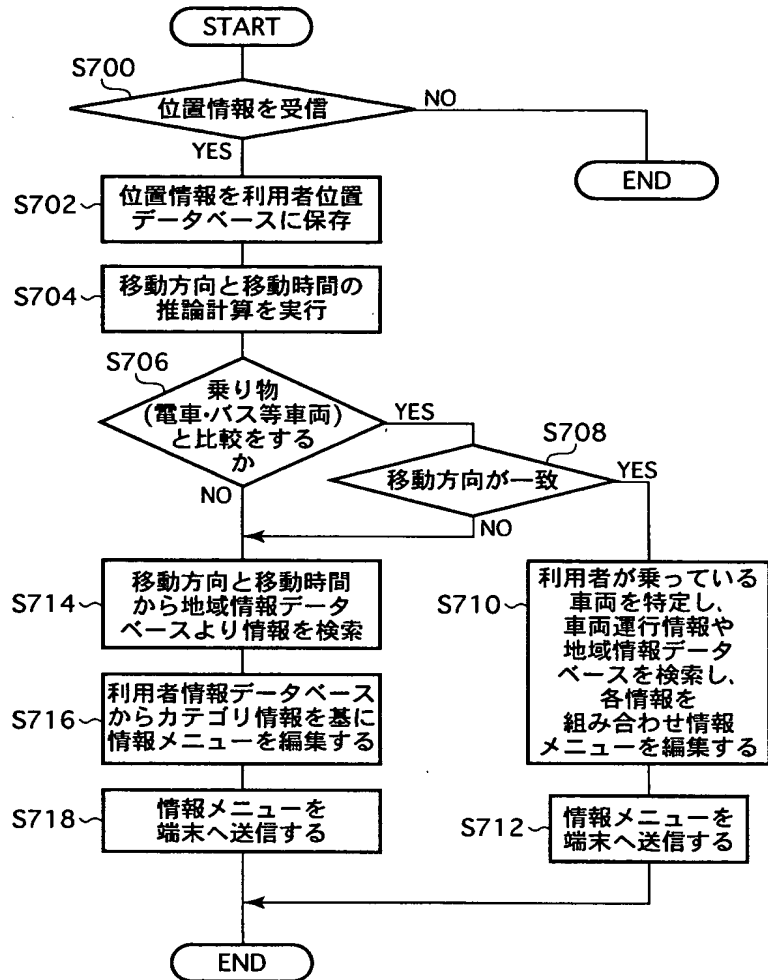 START
S700
位置情報を受信
NO
YES
END
S702
位置情報を利用者位置
データベースに保存
S704
移動方向と移動時間の
推論計算を実行
S706
乗り物
(電車・バス等車両)
と比較をする
か
YES
NO
S708
移動方向が一致
YES
NO
S714
移動方向と移動時間
から地域情報データ
ベースより情報を検索
S710
利用者が乗っている
車両を特定し、
車両運行情報や
地域情報データ
ベースを検索し、
各情報を
組み合わせ情報
メニューを編集する
S716
利用者情報データベース
からカテゴリ情報を基に
情報メニューを編集する
S718
情報メニューを
端末へ送信する
S712
情報メニューを
端末へ送信する
END